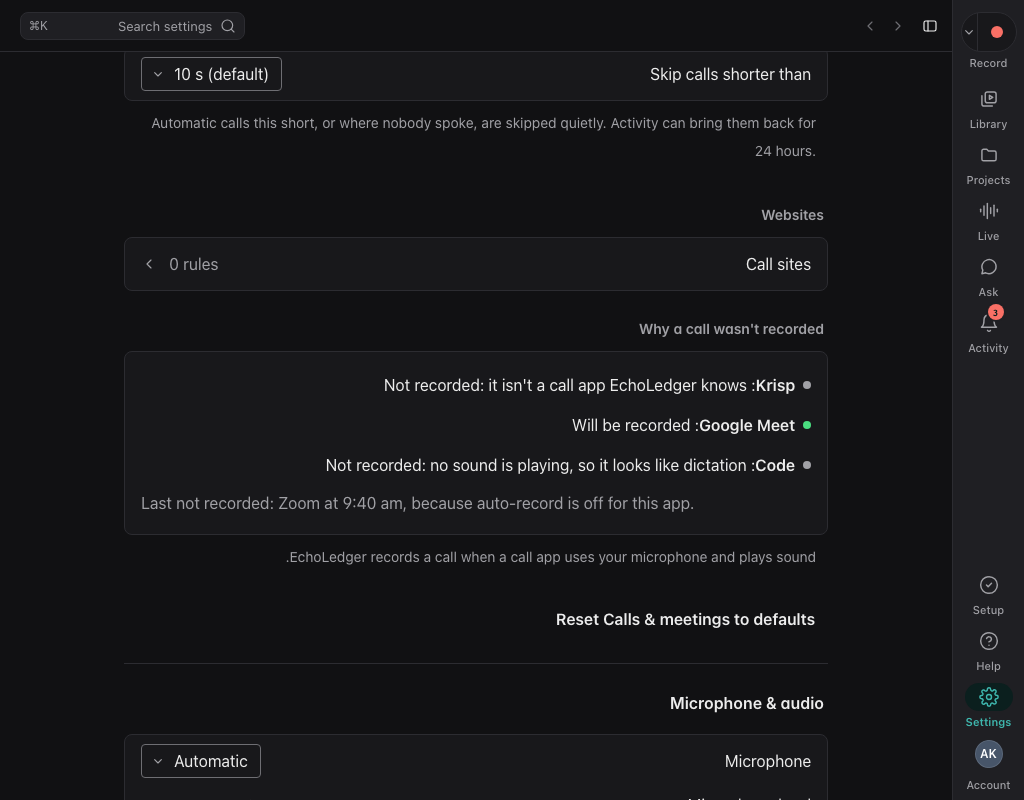 ⌘K
Search settings
Record
Library
Projects
Live
Ask
3
Activity
Setup
Help
Settings
AK
Account
Skip calls shorter than
10 s (default)
Automatic calls this short, or where nobody spoke, are skipped quietly. Activity can bring them back for
24 hours.
Websites
Call sites
0 rules
Why a call wasn't recorded
Not recorded: it isn't a call app EchoLedger knows :Krisp
Will be recorded :Google Meet
Not recorded: no sound is playing, so it looks like dictation :Code
Last not recorded: Zoom at 9:40 am, because auto-record is off for this app.
.EchoLedger records a call when a call app uses your microphone and plays sound
Reset Calls & meetings to defaults
Microphone & audio
Microphone
Automatic